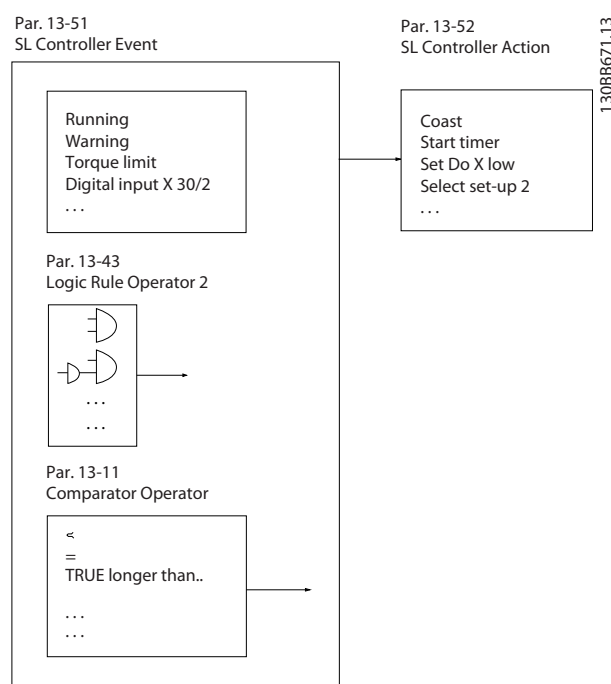 Par. 13-51
SL Controller Event
Par. 13-52
SL Controller Action
130BB671.13
Running
Warning
Torque limit
Digital input X 30/2
. . .
Coast
Start timer
Set Do X low
Select set-up 2
. . .
Par. 13-43
Logic Rule Operator 2
. . .
. . .
Par. 13-11
Comparator Operator
=
TRUE longer than..
. . .
. . .